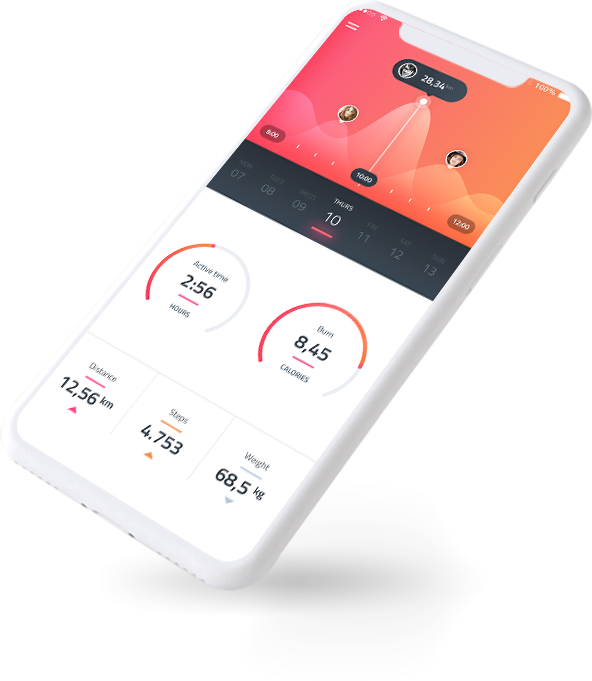 100%
28,34 km
8:00
10:00
12:00
MON TUES WEDS THURS FRI SAT SUN
07 08 09 10 11 12 13
Active time
2:56
HOURS
Burn
8,45
CALORIES
Distance
12,56 km
Steps
4.753
Weight
68,5 kg